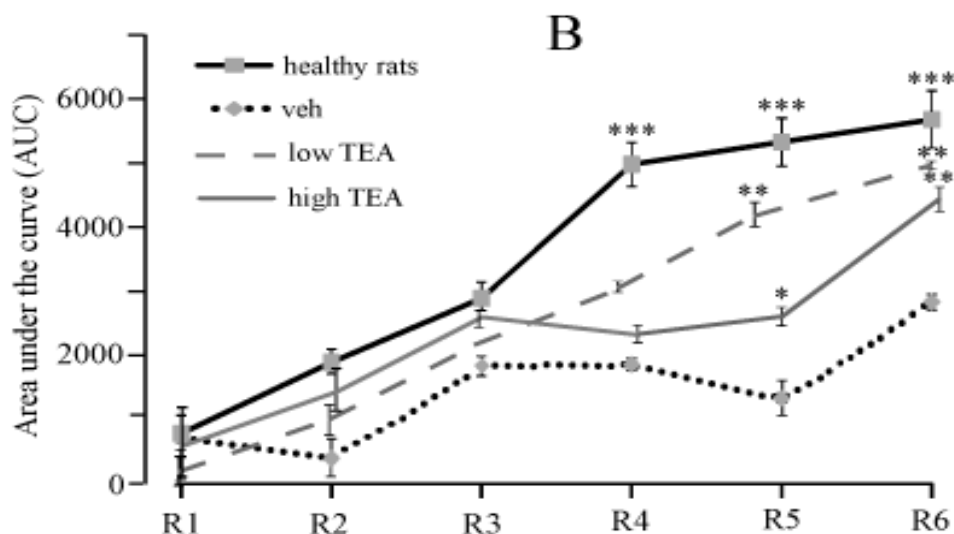 B
healthy rats
veh
low TEA
high TEA
Area under the curve (AUC)
6000
4000
2000
0
***
***
***
**
**
**
*
R1 R2 R3 R4 R5 R6